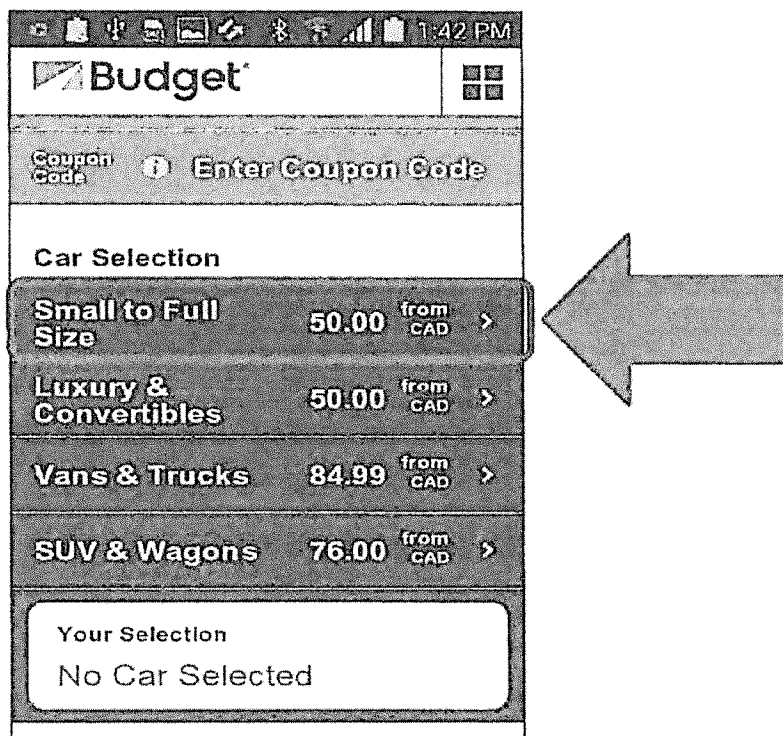 1:42 PM
Budget
Coupon Code Enter Coupon Code
Car Selection
Small to Full Size 50.00 from CAD >
Luxury & Convertibles 50.00 from CAD >
Vans & Trucks 84.99 from CAD >
SUV & Wagons 76.00 from CAD >
Your Selection
No Car Selected